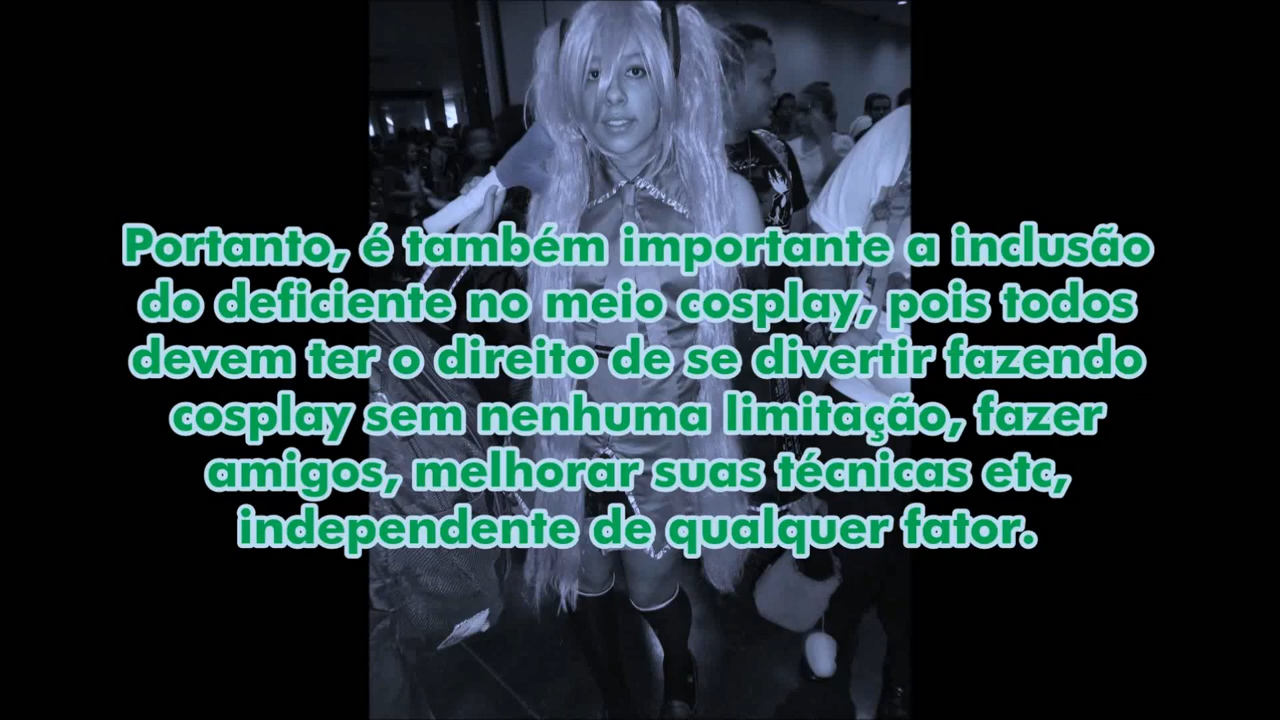 Portanto, é também importante a inclusão
do deficiente no meio cosplay, pois todos
devem ter o direito de se divertir fazendo
cosplay sem nenhuma limitação, fazer
amigos, melhorar suas técnicas etc,
independente de qualquer fator.